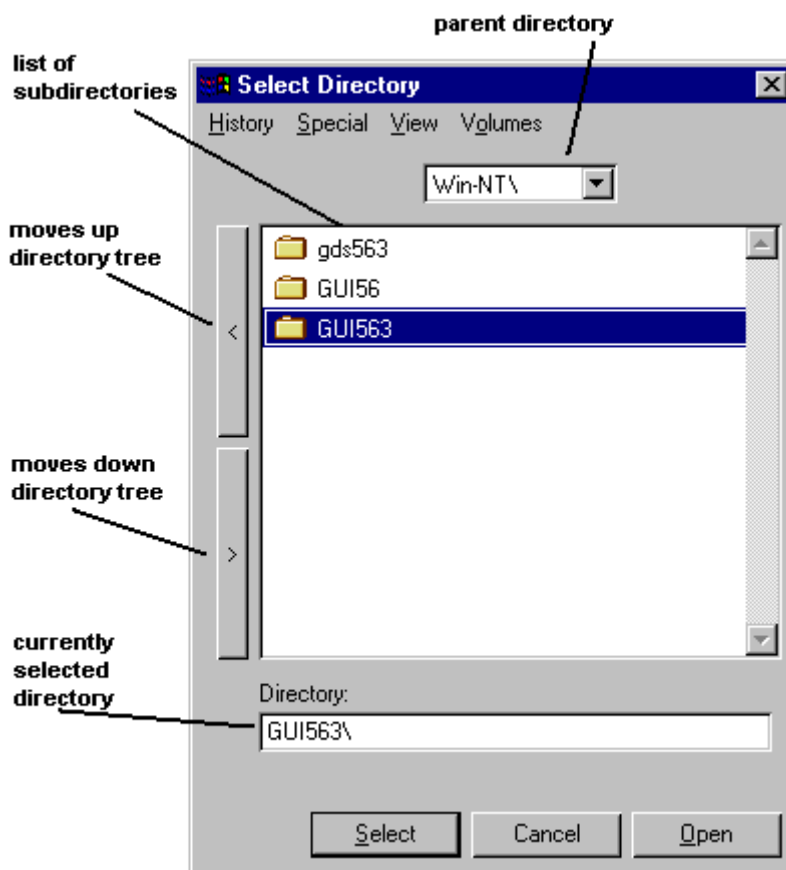 parent directory
list of
subdirectories
Select Directory
History Special View Volumes
\Win-NT\
moves up
directory tree
gds563
GUI56
GUI563
<
moves down
directory tree
>
currently
selected
directory
Directory:
GUI563\
Select Cancel Open